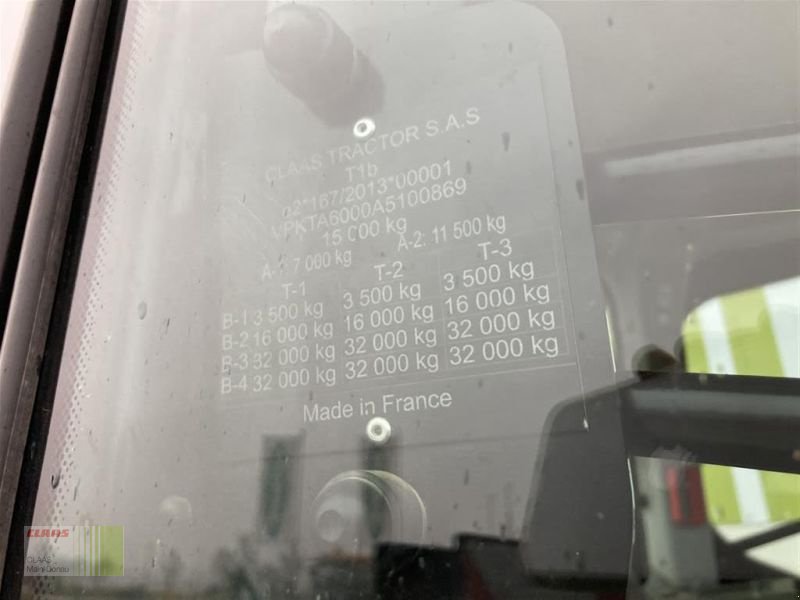 CLAAS TRACTOR S.A.S
T1b
e2*167/2013*00001
VPKTA6000A5100869
15 000 kg
A-1: 7 000 kg A-2: 11 500 kg
T-1 T-2 T-3
B-1 3 500 kg 3 500 kg 3 500 kg
B-2 16 000 kg 16 000 kg 16 000 kg
B-3 32 000 kg 32 000 kg 32 000 kg
B-4 32 000 kg 32 000 kg 32 000 kg
Made in France
CLAAS
CLAAS
Main-Donau